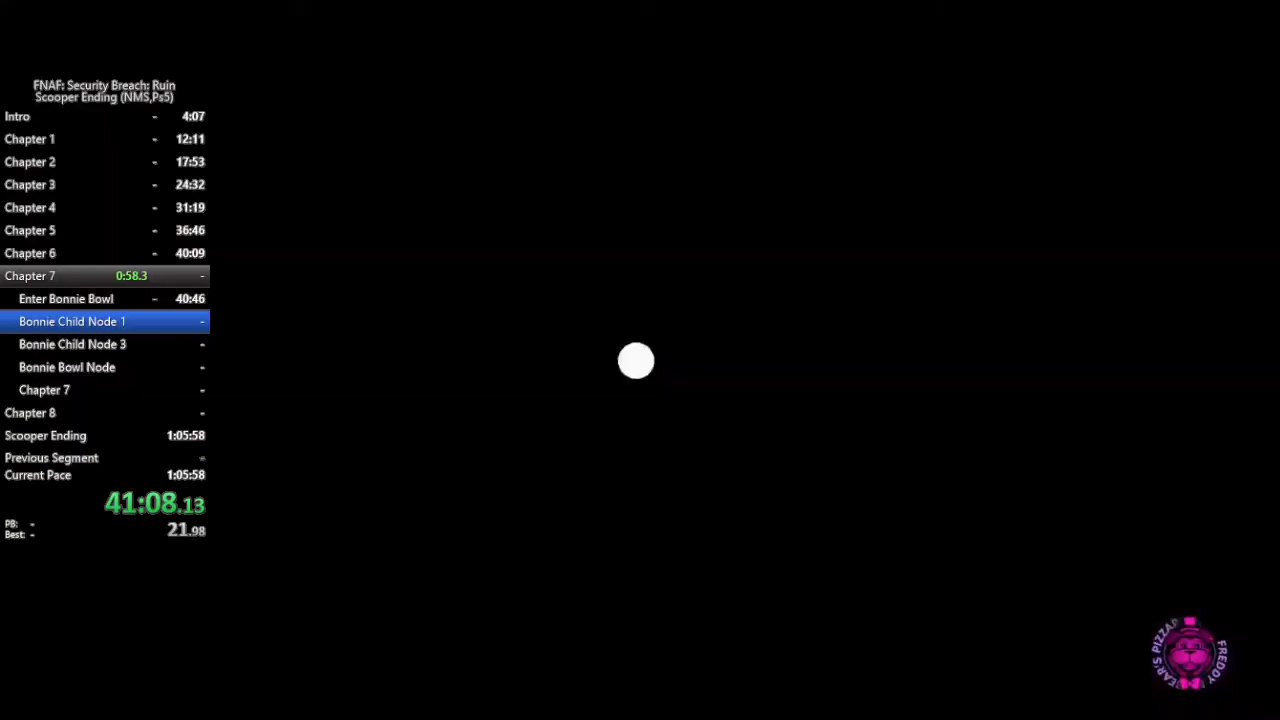 FNAF: Security Breach: Ruin
Scooper Ending (NMS,Ps5)
Intro - 4:07
Chapter 1 - 12:11
Chapter 2 - 17:53
Chapter 3 - 24:32
Chapter 4 - 31:19
Chapter 5 - 36:46
Chapter 6 - 40:09
Chapter 7 0:58.3 -
Enter Bonnie Bowl - 40:46
Bonnie Child Node 1 -
Bonnie Child Node 3 -
Bonnie Bowl Node -
Chapter 7 -
Chapter 8 -
Scooper Ending 1:05:58
Previous Segment -
Current Pace 1:05:58
41:08.13
PB: -
Best: - 21.98
FREDDY